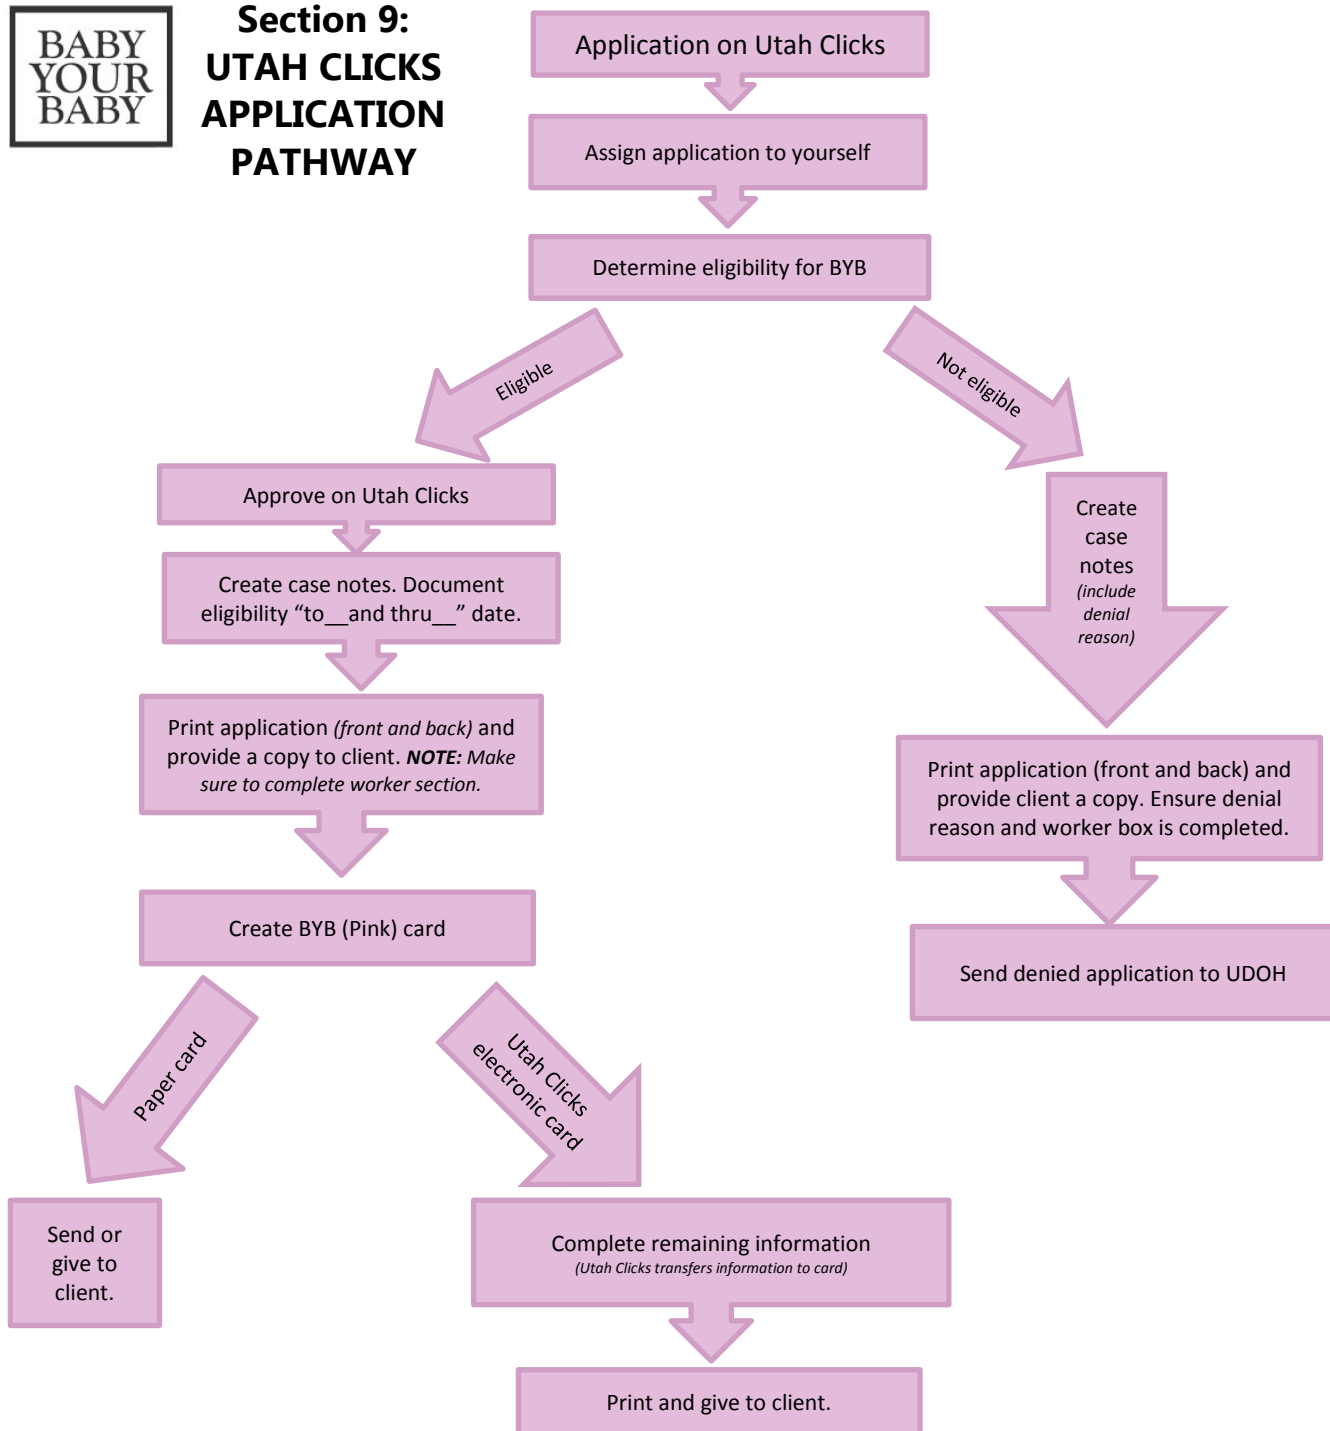 BABY
YOUR
BABY
Section 9:
UTAH CLICKS
APPLICATION
PATHWAY
Application on Utah Clicks
Assign application to yourself
Determine eligibility for BYB
Eligible
Not eligible
Approve on Utah Clicks
Create case notes. Document
eligibility “to__and thru__” date.
Print application (front and back) and
provide a copy to client. NOTE: Make
sure to complete worker section.
Create BYB (Pink) card
Paper card
Utah Clicks
electronic card
Send or
give to
client.
Complete remaining information
(Utah Clicks transfers information to card)
Print and give to client.
Create
case
notes
(include
denial
reason)
Print application (front and back) and
provide client a copy. Ensure denial
reason and worker box is completed.
Send denied application to UDOH